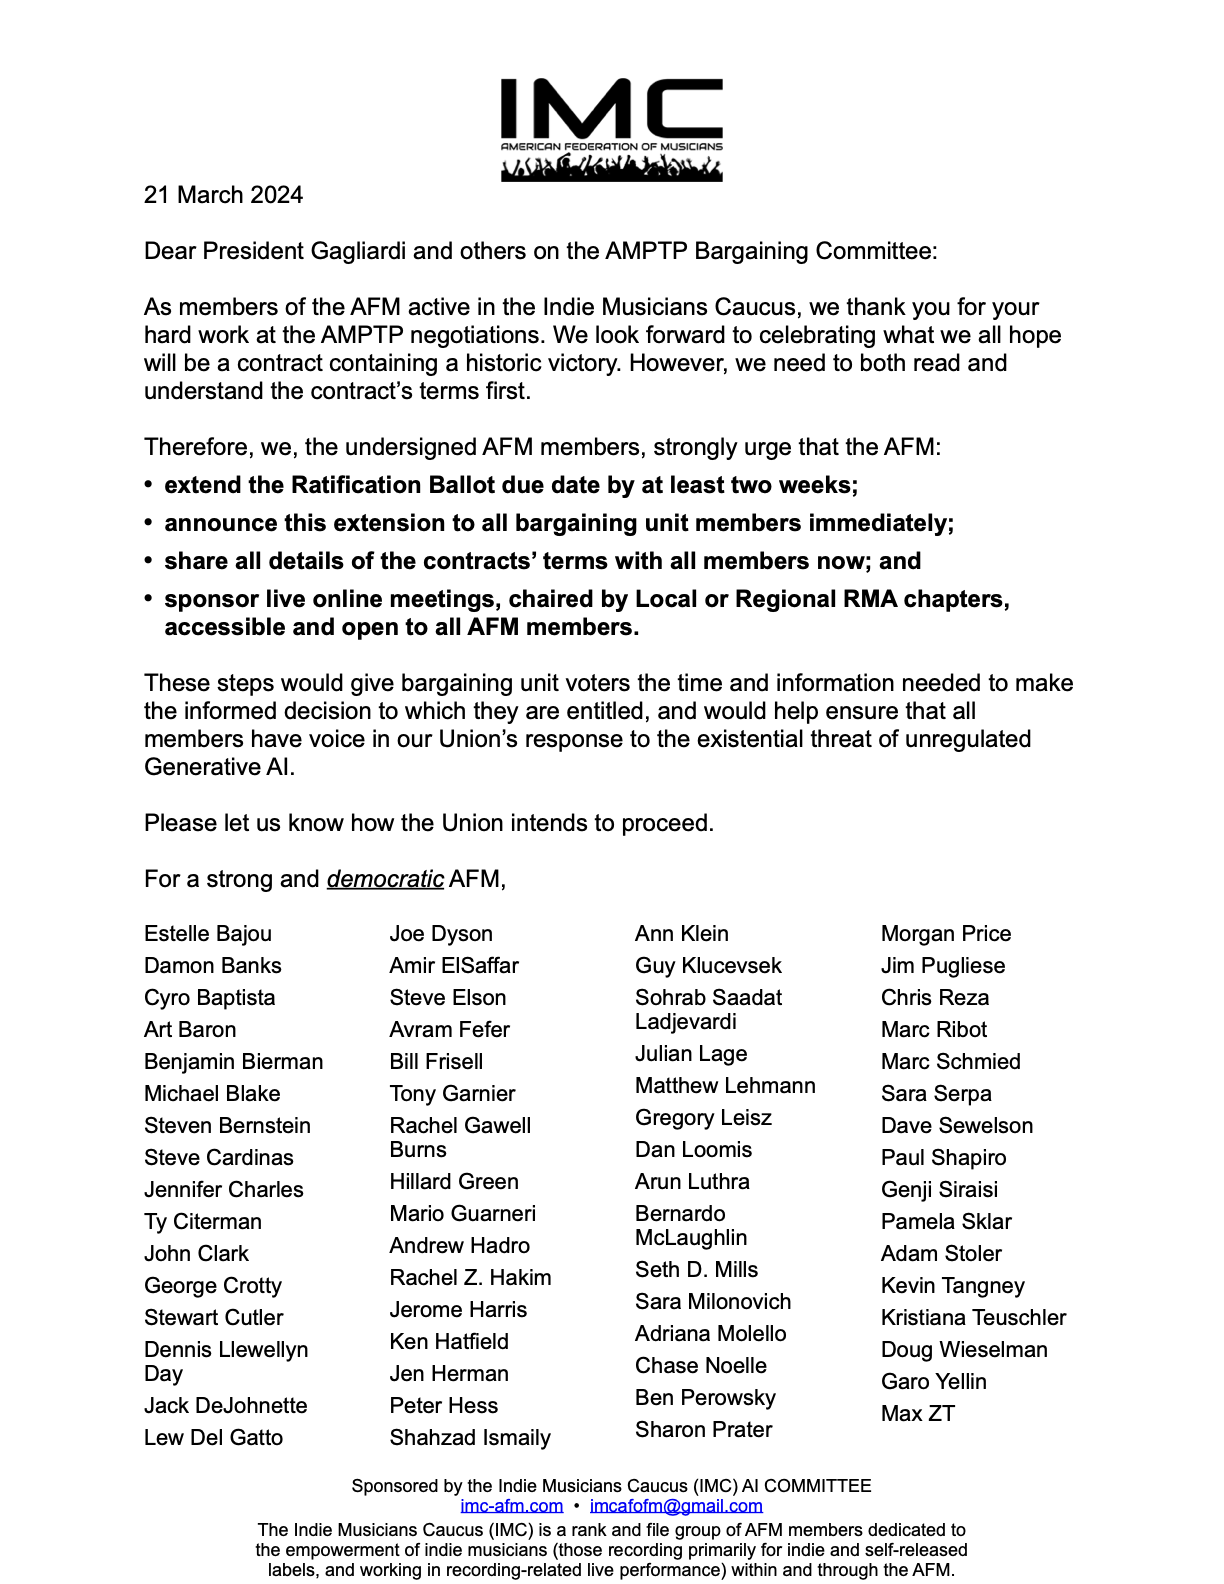 IMC
AMERICAN FEDERATION OF MUSICIANS
21 March 2024
Dear President Gagliardi and others on the AMPTP Bargaining Committee:
As members of the AFM active in the Indie Musicians Caucus, we thank you for your
hard work at the AMPTP negotiations. We look forward to celebrating what we all hope
will be a contract containing a historic victory. However, we need to both read and
understand the contract’s terms first.
Therefore, we, the undersigned AFM members, strongly urge that the AFM:
• extend the Ratification Ballot due date by at least two weeks;
• announce this extension to all bargaining unit members immediately;
• share all details of the contracts’ terms with all members now; and
• sponsor live online meetings, chaired by Local or Regional RMA chapters,
accessible and open to all AFM members.
These steps would give bargaining unit voters the time and information needed to make
the informed decision to which they are entitled, and would help ensure that all
members have voice in our Union’s response to the existential threat of unregulated
Generative AI.
Please let us know how the Union intends to proceed.
For a strong and democratic AFM,
Estelle Bajou
Damon Banks
Cyro Baptista
Art Baron
Benjamin Bierman
Michael Blake
Steven Bernstein
Steve Cardinas
Jennifer Charles
Ty Citerman
John Clark
George Crotty
Stewart Cutler
Dennis Llewellyn
Day
Jack DeJohnette
Lew Del Gatto
Joe Dyson
Amir ElSaffar
Steve Elson
Avram Fefer
Bill Frisell
Tony Garnier
Rachel Gawell
Burns
Hillard Green
Mario Guarneri
Andrew Hadro
Rachel Z. Hakim
Jerome Harris
Ken Hatfield
Jen Herman
Peter Hess
Shahzad Ismaily
Ann Klein
Guy Klucevsek
Sohrab Saadat
Ladjevardi
Julian Lage
Matthew Lehmann
Gregory Leisz
Dan Loomis
Arun Luthra
Bernardo
McLaughlin
Seth D. Mills
Sara Milonovich
Adriana Molello
Chase Noelle
Ben Perowsky
Sharon Prater
Morgan Price
Jim Pugliese
Chris Reza
Marc Ribot
Marc Schmied
Sara Serpa
Dave Sewelson
Paul Shapiro
Genji Siraisi
Pamela Sklar
Adam Stoler
Kevin Tangney
Kristiana Teuschler
Doug Wieselman
Garo Yellin
Max ZT
Sponsored by the Indie Musicians Caucus (IMC) AI COMMITTEE
imc-afm.com • imcafofm@gmail.com
The Indie Musicians Caucus (IMC) is a rank and file group of AFM members dedicated to
the empowerment of indie musicians (those recording primarily for indie and self-released
labels, and working in recording-related live performance) within and through the AFM.